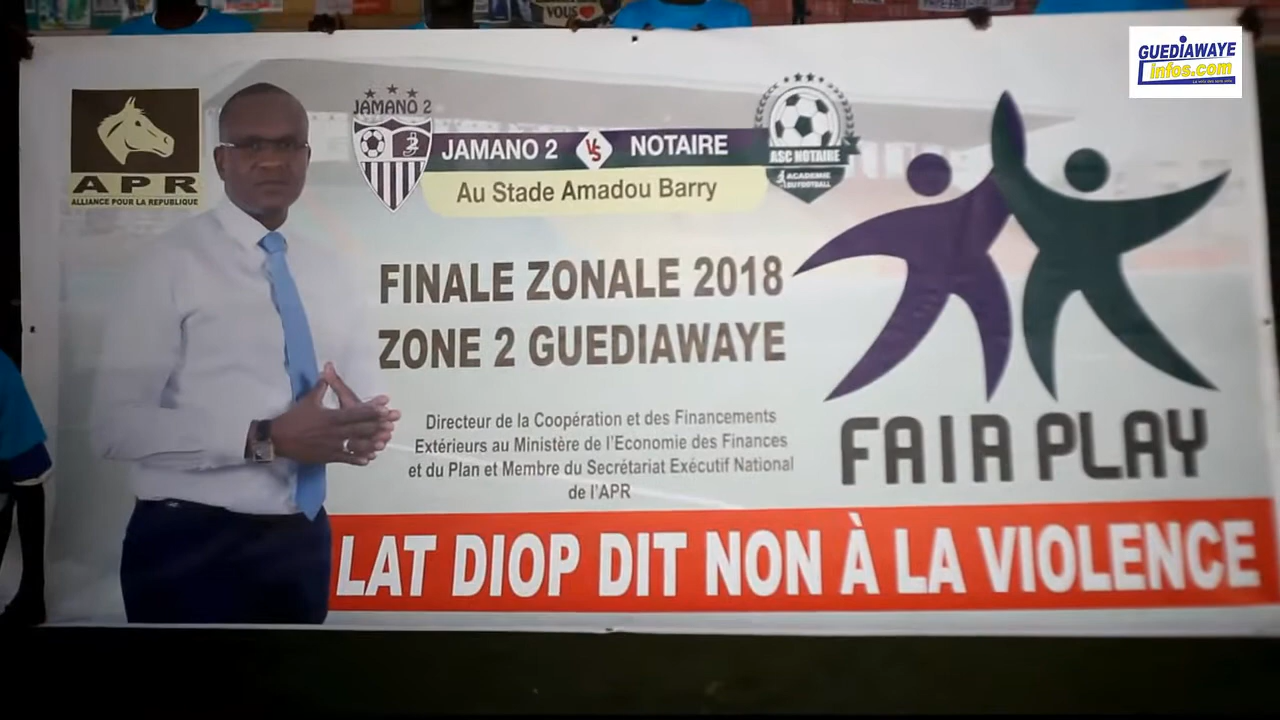 VOUS
GUEDIAWAYE
infos.com
APR
ALLIANCE POUR LA REPUBLIQUE
JAMANO 2
JAMANO 2 VS NOTAIRE
Au Stade Amadou Barry
ASC NOTAIRE
ACADEMIE
FINALE ZONALE 2018
ZONE 2 GUEDIAWAYE
Directeur de la Coopération et des Financements
Extérieurs au Ministère de l'Economie des Finances
et du Plan et Membre du Secrétariat Exécutif National
de l'APR
FAIR PLAY
LAT DIOP DIT NON À LA VIOLENCE